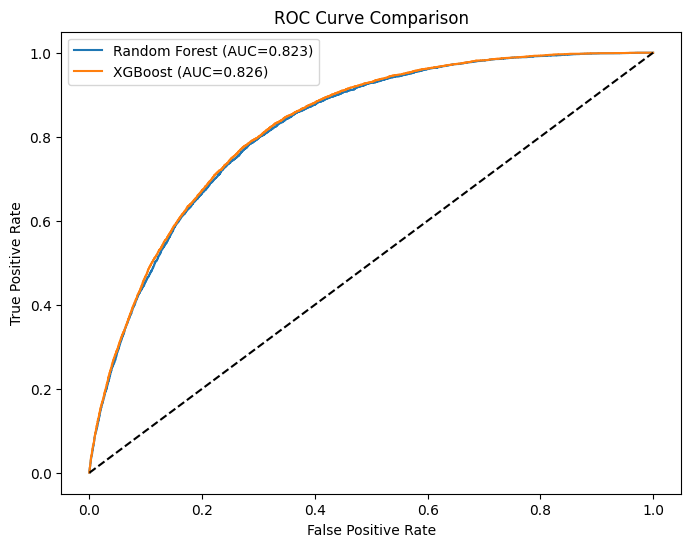 ROC Curve Comparison
Random Forest (AUC=0.823)
XGBoost (AUC=0.826)
True Positive Rate
1.0
0.8
0.6
0.4
0.2
0.0
0.0 0.2 0.4 0.6 0.8 1.0
False Positive Rate